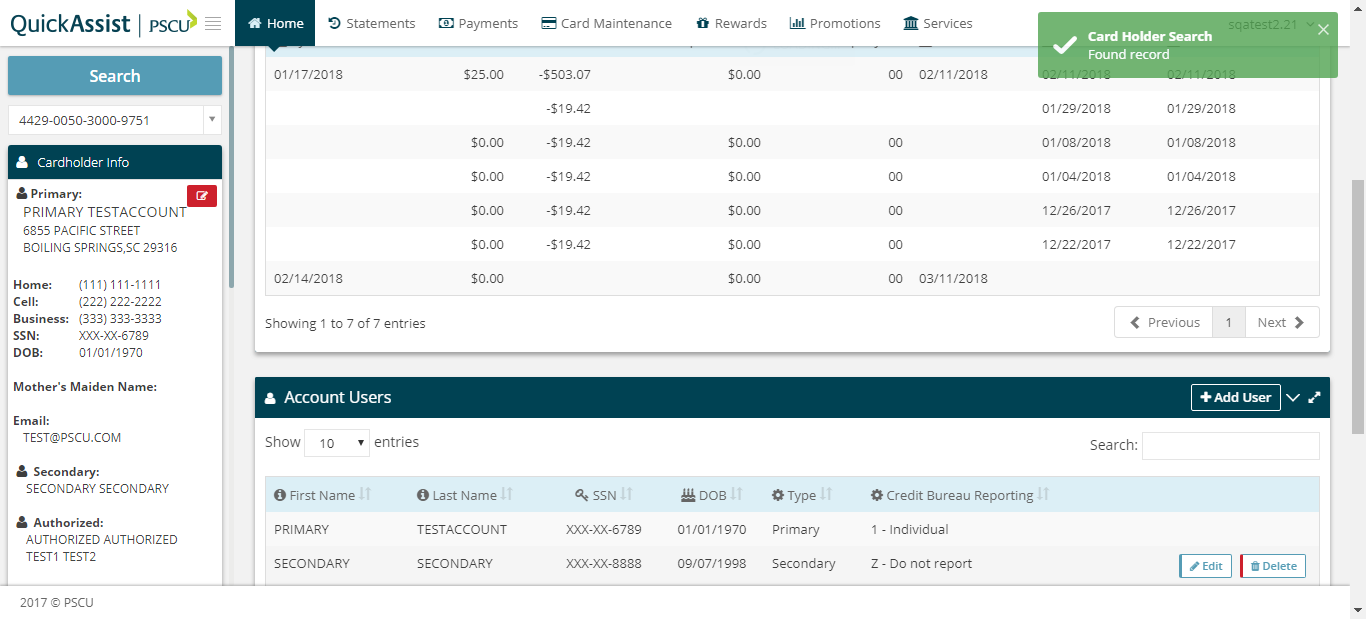 QuickAssist | PSCU
Home Statements Payments Card Maintenance Rewards Promotions Services sqatest2.21
Card Holder Search
Found record
Search
4429-0050-3000-9751
Cardholder Info
Primary:
PRIMARY TESTACCOUNT
6855 PACIFIC STREET
BOILING SPRINGS,SC 29316
Home: (111) 111-1111
Cell: (222) 222-2222
Business: (333) 333-3333
SSN: XXX-XX-6789
DOB: 01/01/1970
Mother's Maiden Name:
Email:
TEST@PSCU.COM
Secondary:
SECONDARY SECONDARY
Authorized:
AUTHORIZED AUTHORIZED
TEST1 TEST2
01/17/2018 $25.00 -$503.07 $0.00 00 02/11/2018 02/11/2018 02/11/2018
-$19.42 01/29/2018 01/29/2018
$0.00 -$19.42 $0.00 00 01/08/2018 01/08/2018
$0.00 -$19.42 $0.00 00 01/04/2018 01/04/2018
$0.00 -$19.42 $0.00 00 12/26/2017 12/26/2017
$0.00 -$19.42 $0.00 00 12/22/2017 12/22/2017
02/14/2018 $0.00 $0.00 00 03/11/2018
Showing 1 to 7 of 7 entries
Previous 1 Next
Account Users
Add User
Show 10 entries
Search:
First Name Last Name SSN DOB Type Credit Bureau Reporting
PRIMARY TESTACCOUNT XXX-XX-6789 01/01/1970 Primary 1 - Individual
SECONDARY SECONDARY XXX-XX-8888 09/07/1998 Secondary Z - Do not report Edit Delete
2017 © PSCU